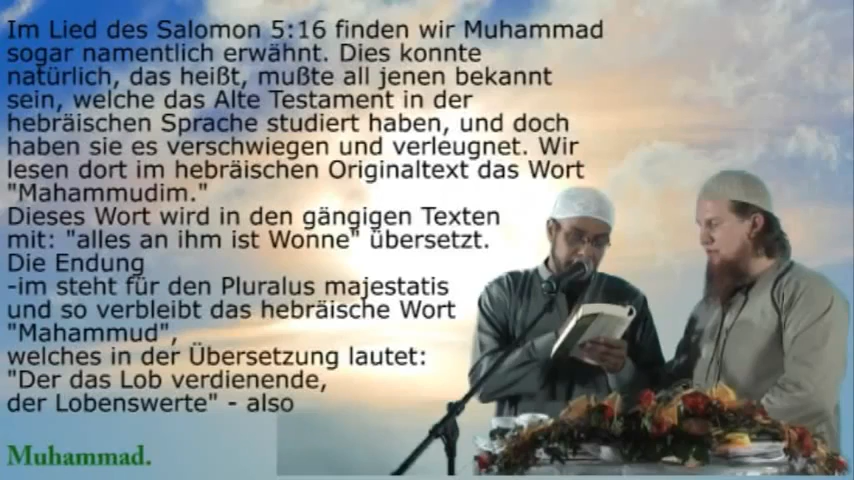 Im Lied des Salomon 5:16 finden wir Muhammad
sogar namentlich erwähnt. Dies konnte
natürlich, das heißt, mußte all jenen bekannt
sein, welche das Alte Testament in der
hebräischen Sprache studiert haben, und doch
haben sie es verschwiegen und verleugnet. Wir
lesen dort im hebräischen Originaltext das Wort
"Mahammudim."
Dieses Wort wird in den gängigen Texten
mit: "alles an ihm ist Wonne" übersetzt.
Die Endung
-im steht für den Pluralus majestatis
und so verbleibt das hebräische Wort
"Mahammud",
welches in der Übersetzung lautet:
"Der das Lob verdienende,
der Lobenswerte" - also
Muhammad.